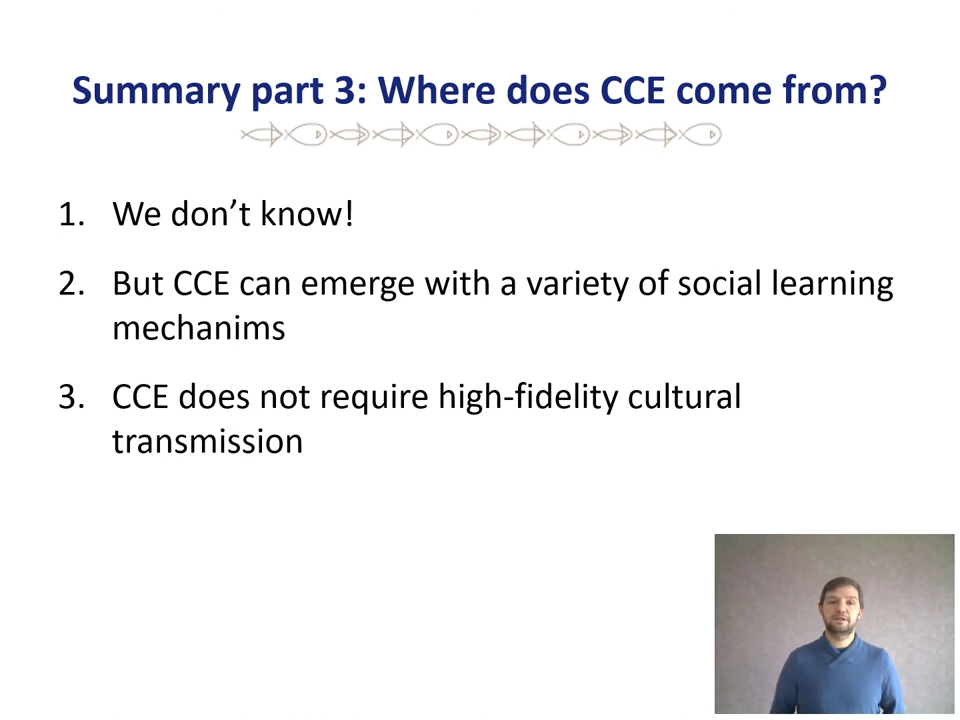 Summary part 3: Where does CCE come from?
1. We don’t know!
2. But CCE can emerge with a variety of social learning
mechanims
3. CCE does not require high-fidelity cultural
transmission